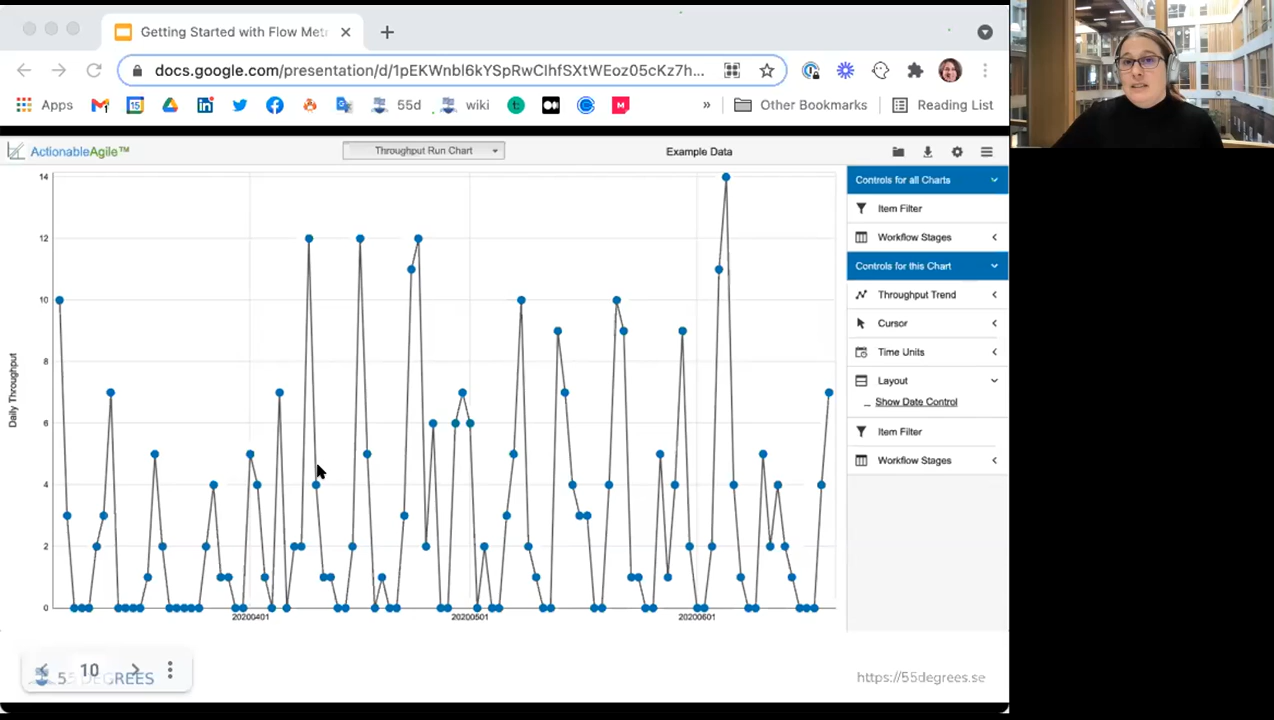 Getting Started with Flow Metr
docs.google.com/presentation/d/1pEKWnbl6kYSpRwClhfSXtWEoz05cKz7h...
Apps
55d
wiki
»
Other Bookmarks
Reading List
ActionableAgile™
Throughput Run Chart
Example Data
Controls for all Charts
Item Filter
Workflow Stages
Controls for this Chart
Throughput Trend
Cursor
Time Units
Layout
Show Date Control
Item Filter
Workflow Stages
Daily Throughput
14
12
10
8
6
4
2
0
20200401
20200501
20200601
10
55 DEGREES
https://55degrees.se